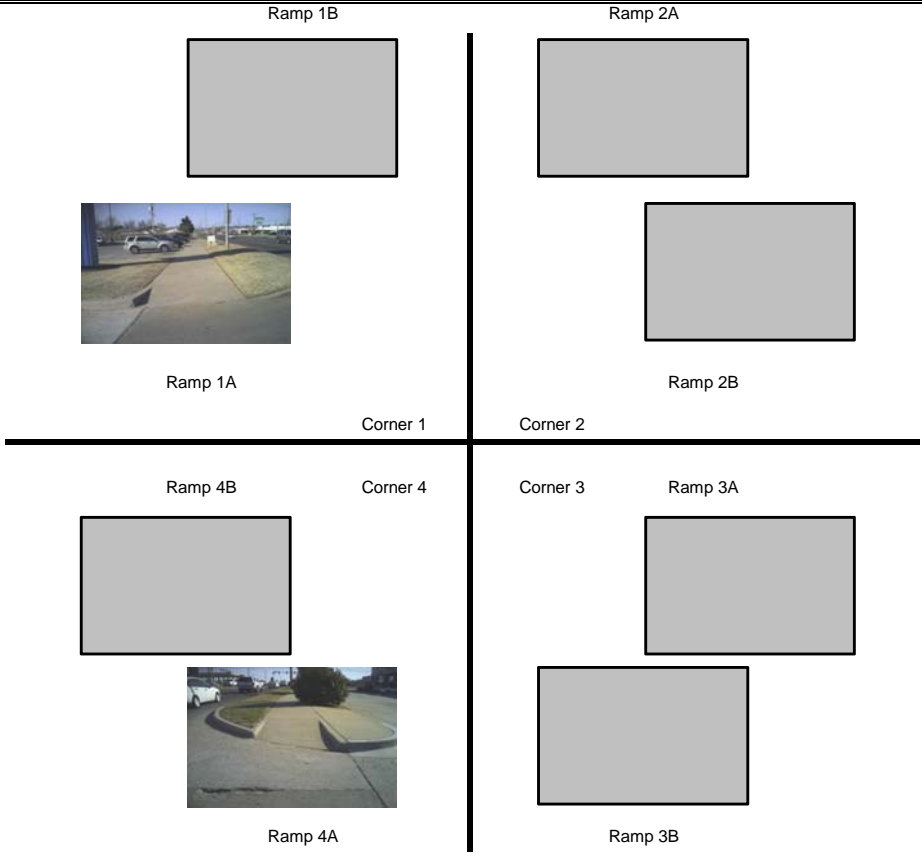 Ramp 1B Ramp 2A
Ramp 1A Ramp 2B
Corner 1 Corner 2
Ramp 4B Corner 4 Corner 3 Ramp 3A
Ramp 4A Ramp 3B